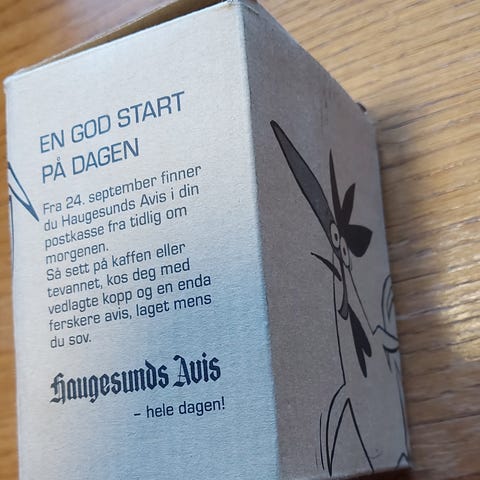 EN GOD START
PÅ DAGEN
Fra 24. september finner
du Haugesunds Avis i din
postkasse fra tidlig om
morgenen.
Så sett på kaffen eller
tevannet, kos deg med
vedlagte kopp og en enda
ferskere avis, laget mens
du sov.
Haugesunds Avis
– hele dagen!